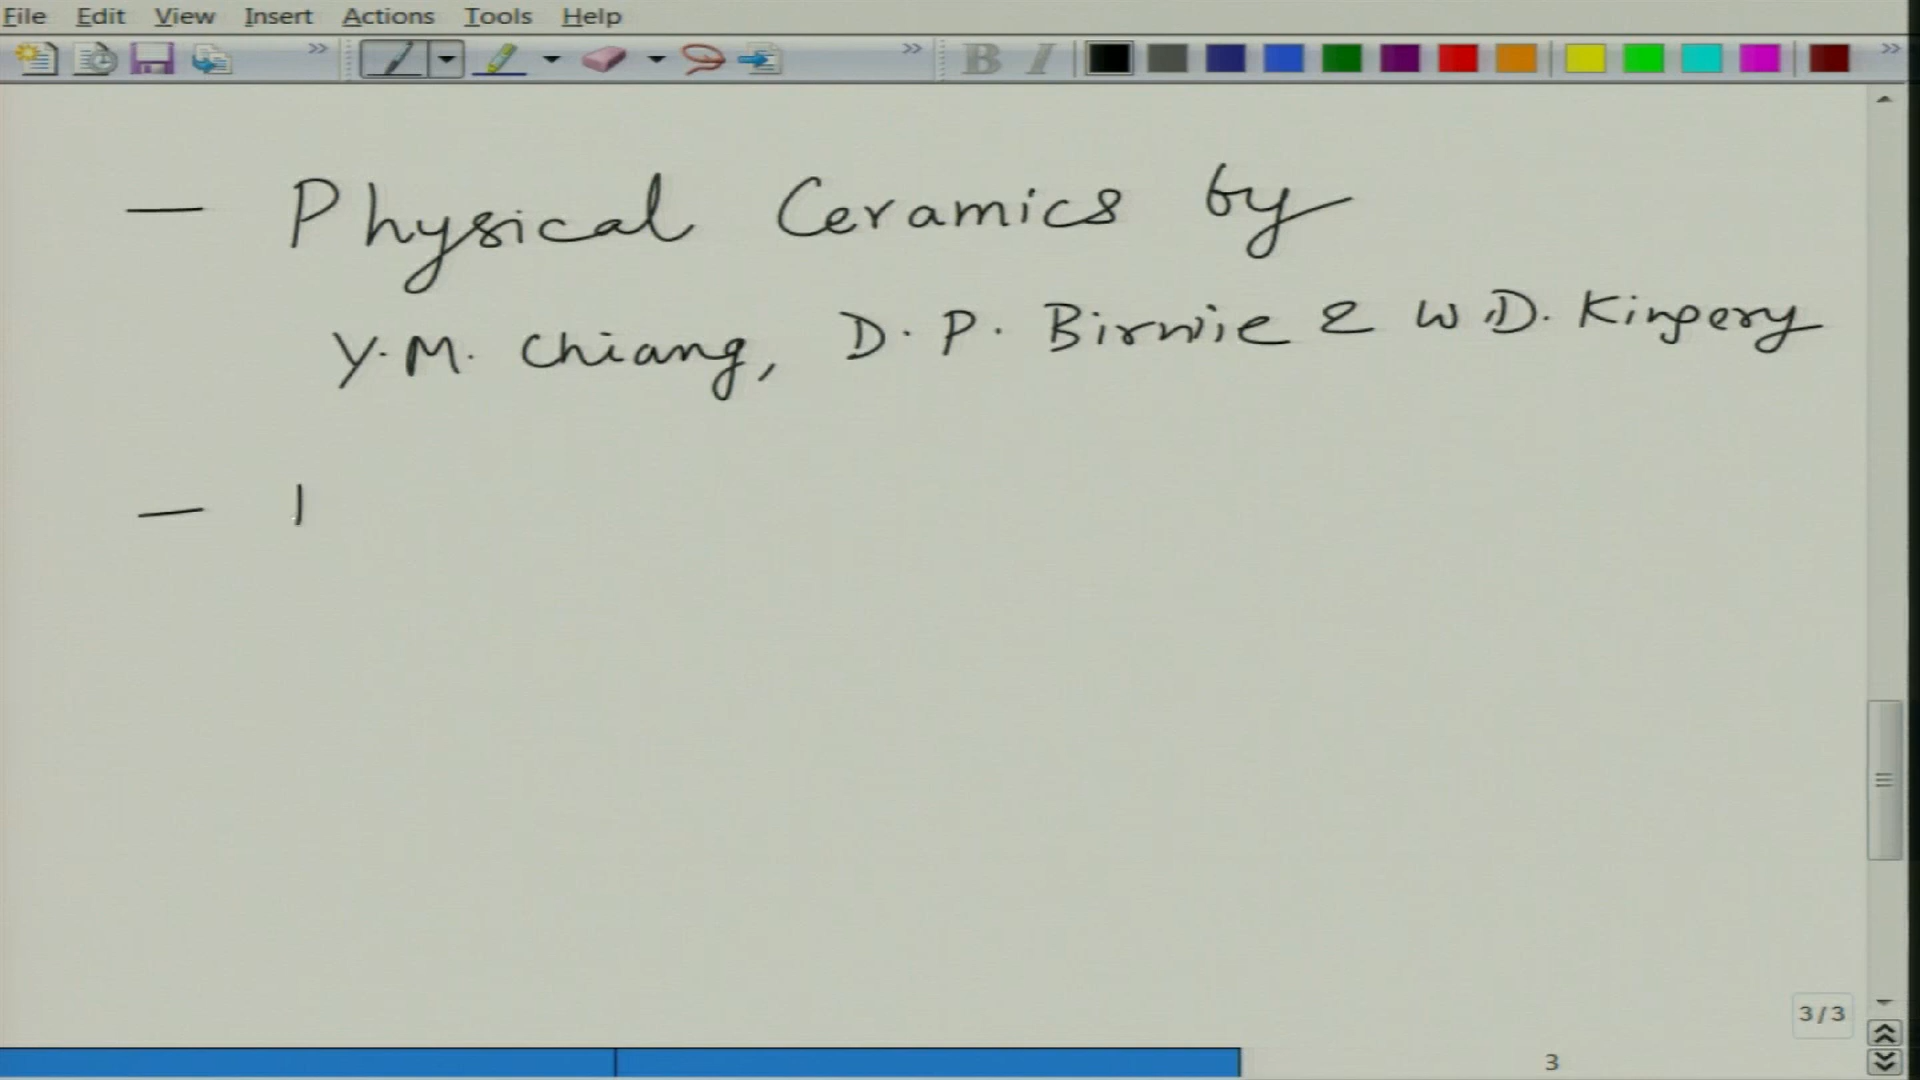 File Edit View Insert Actions Tools Help
B I
— Physical Ceramics by
Y.M. Chiang, D. P. Birnie & W.D. Kingery
—
3/3
3